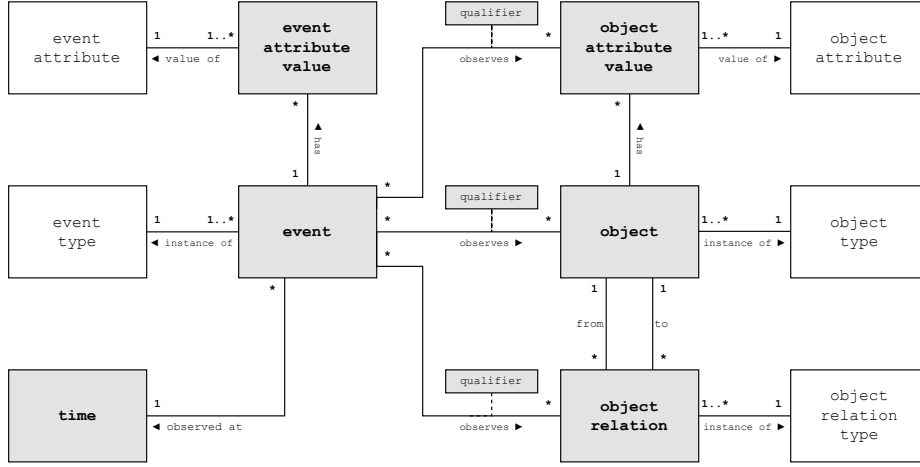 event
attribute
1
1..*
◄ value of
event
attribute
value
qualifier
*
observes ►
object
attribute
value
1..*
1
value of ►
object
attribute
*
▲ has
1
*
▲ has
1
event
type
1
1..*
◄ instance of
event
*
*
*
qualifier
*
observes ►
object
1..*
1
instance of ►
object
type
*
1
1
from
to
*
*
time
1
◄ observed at
qualifier
*
observes ►
object
relation
1..*
1
instance of ►
object
relation
type